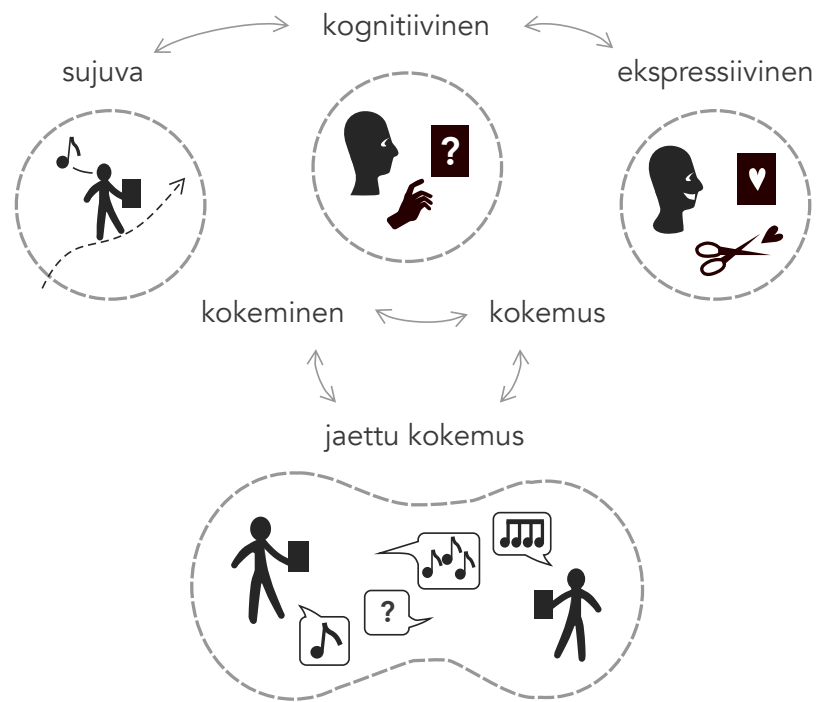 kognitiivinen
sujuva
ekspressiivinen
?
kokeminen
kokemus
jaettu kokemus
?